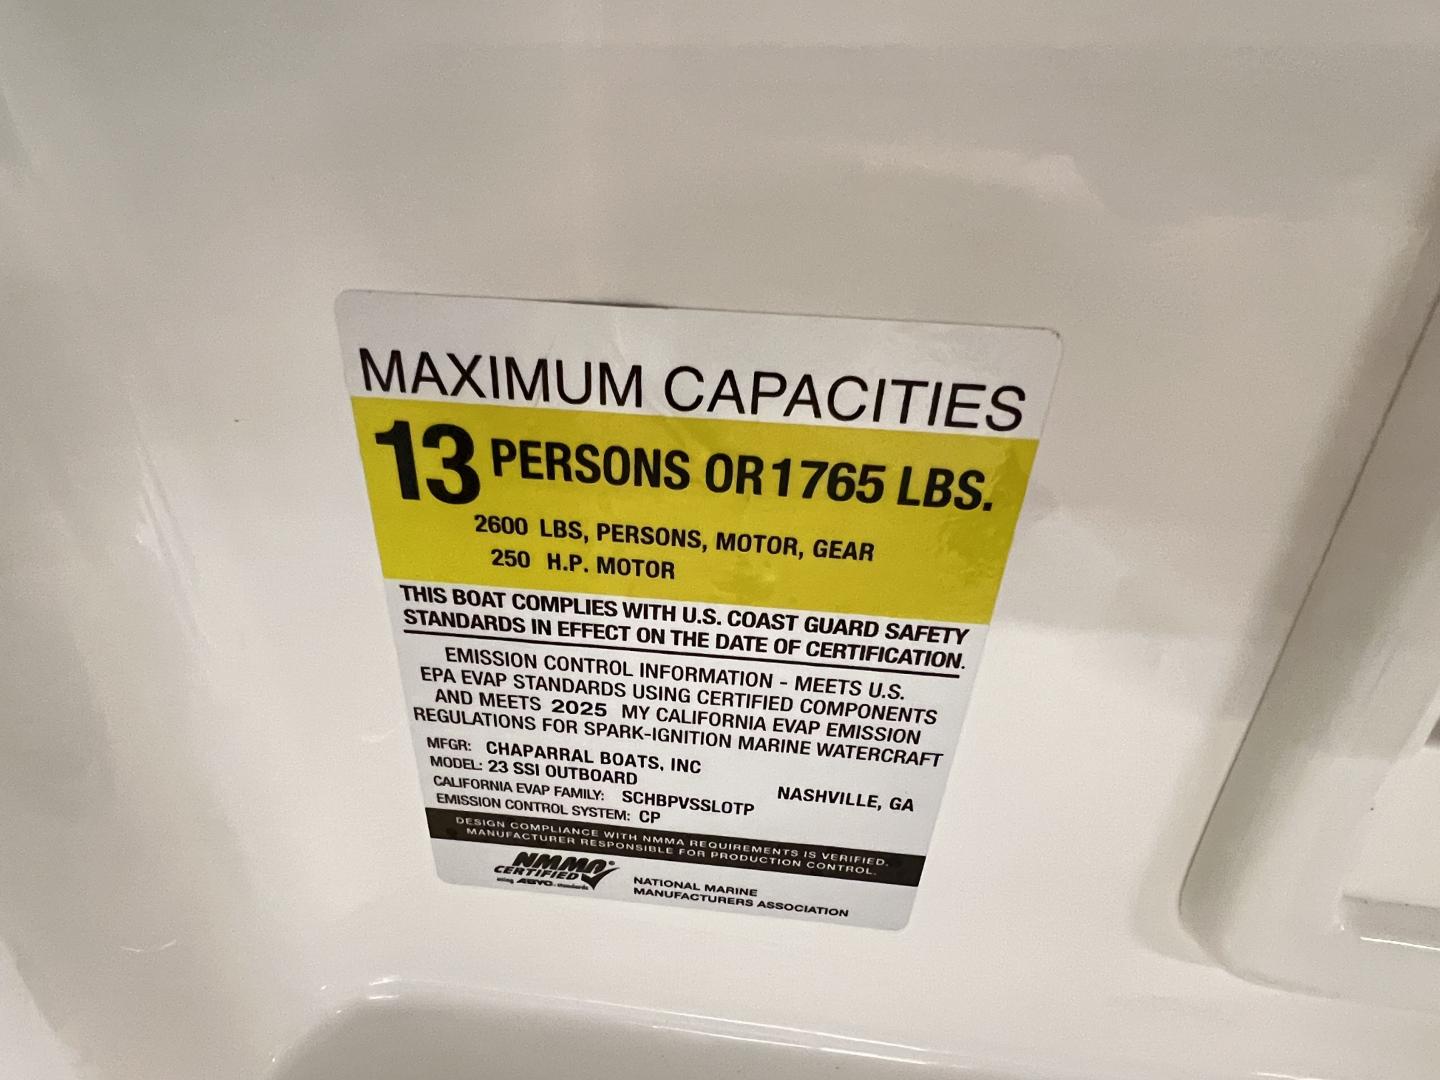 MAXIMUM CAPACITIES
13 PERSONS OR 1765 LBS.
2600 LBS, PERSONS, MOTOR, GEAR
250 H.P. MOTOR
THIS BOAT COMPLIES WITH U.S. COAST GUARD SAFETY
STANDARDS IN EFFECT ON THE DATE OF CERTIFICATION.
EMISSION CONTROL INFORMATION - MEETS U.S.
EPA EVAP STANDARDS USING CERTIFIED COMPONENTS
AND MEETS 2025 MY CALIFORNIA EVAP EMISSION
REGULATIONS FOR SPARK-IGNITION MARINE WATERCRAFT
MFGR: CHAPARRAL BOATS, INC NASHVILLE, GA
MODEL: 23 SSI OUTBOARD
CALIFORNIA EVAP FAMILY: SCHBPVSSLOTP
EMISSION CONTROL SYSTEM: CP
DESIGN COMPLIANCE WITH NMMA REQUIREMENTS IS VERIFIED.
MANUFACTURER RESPONSIBLE FOR PRODUCTION CONTROL.
NMMA®
CERTIFIED
using ABYC standards
NATIONAL MARINE
MANUFACTURERS ASSOCIATION